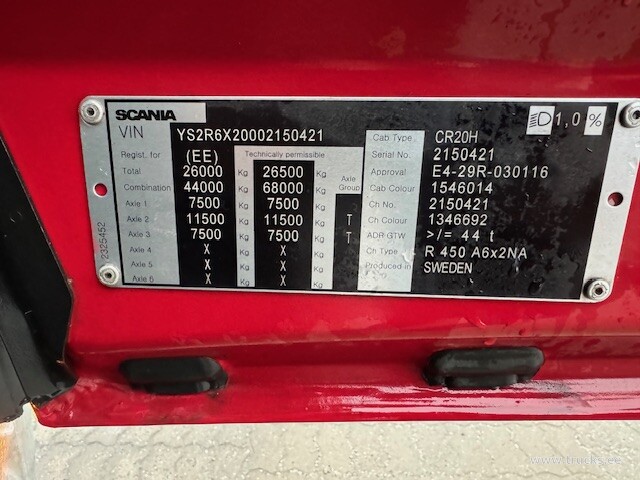 SCANIA
VIN YS2R6X20002150421
Regist. for (EE) Technically permissible
Total 26000 Kg 26500 Kg
Combination 44000 Kg 68000 Kg Axle Group
Axle 1 7500 Kg 7500 Kg
Axle 2 11500 Kg 11500 Kg T
Axle 3 7500 Kg 7500 Kg T
Axle 4 X Kg X Kg
Axle 5 X Kg X Kg
Axle 6 X Kg X Kg
2325452
1,0 %
Cab Type CR20H
Serial No. 2150421
Approval E4-29R-030116
Cab Colour 1546014
Ch No. 2150421
Ch Colour 1346692
ADR GTW >/= 44 t
Ch Type R 450 A6x2NA
Produced in SWEDEN
www.trucks.ee